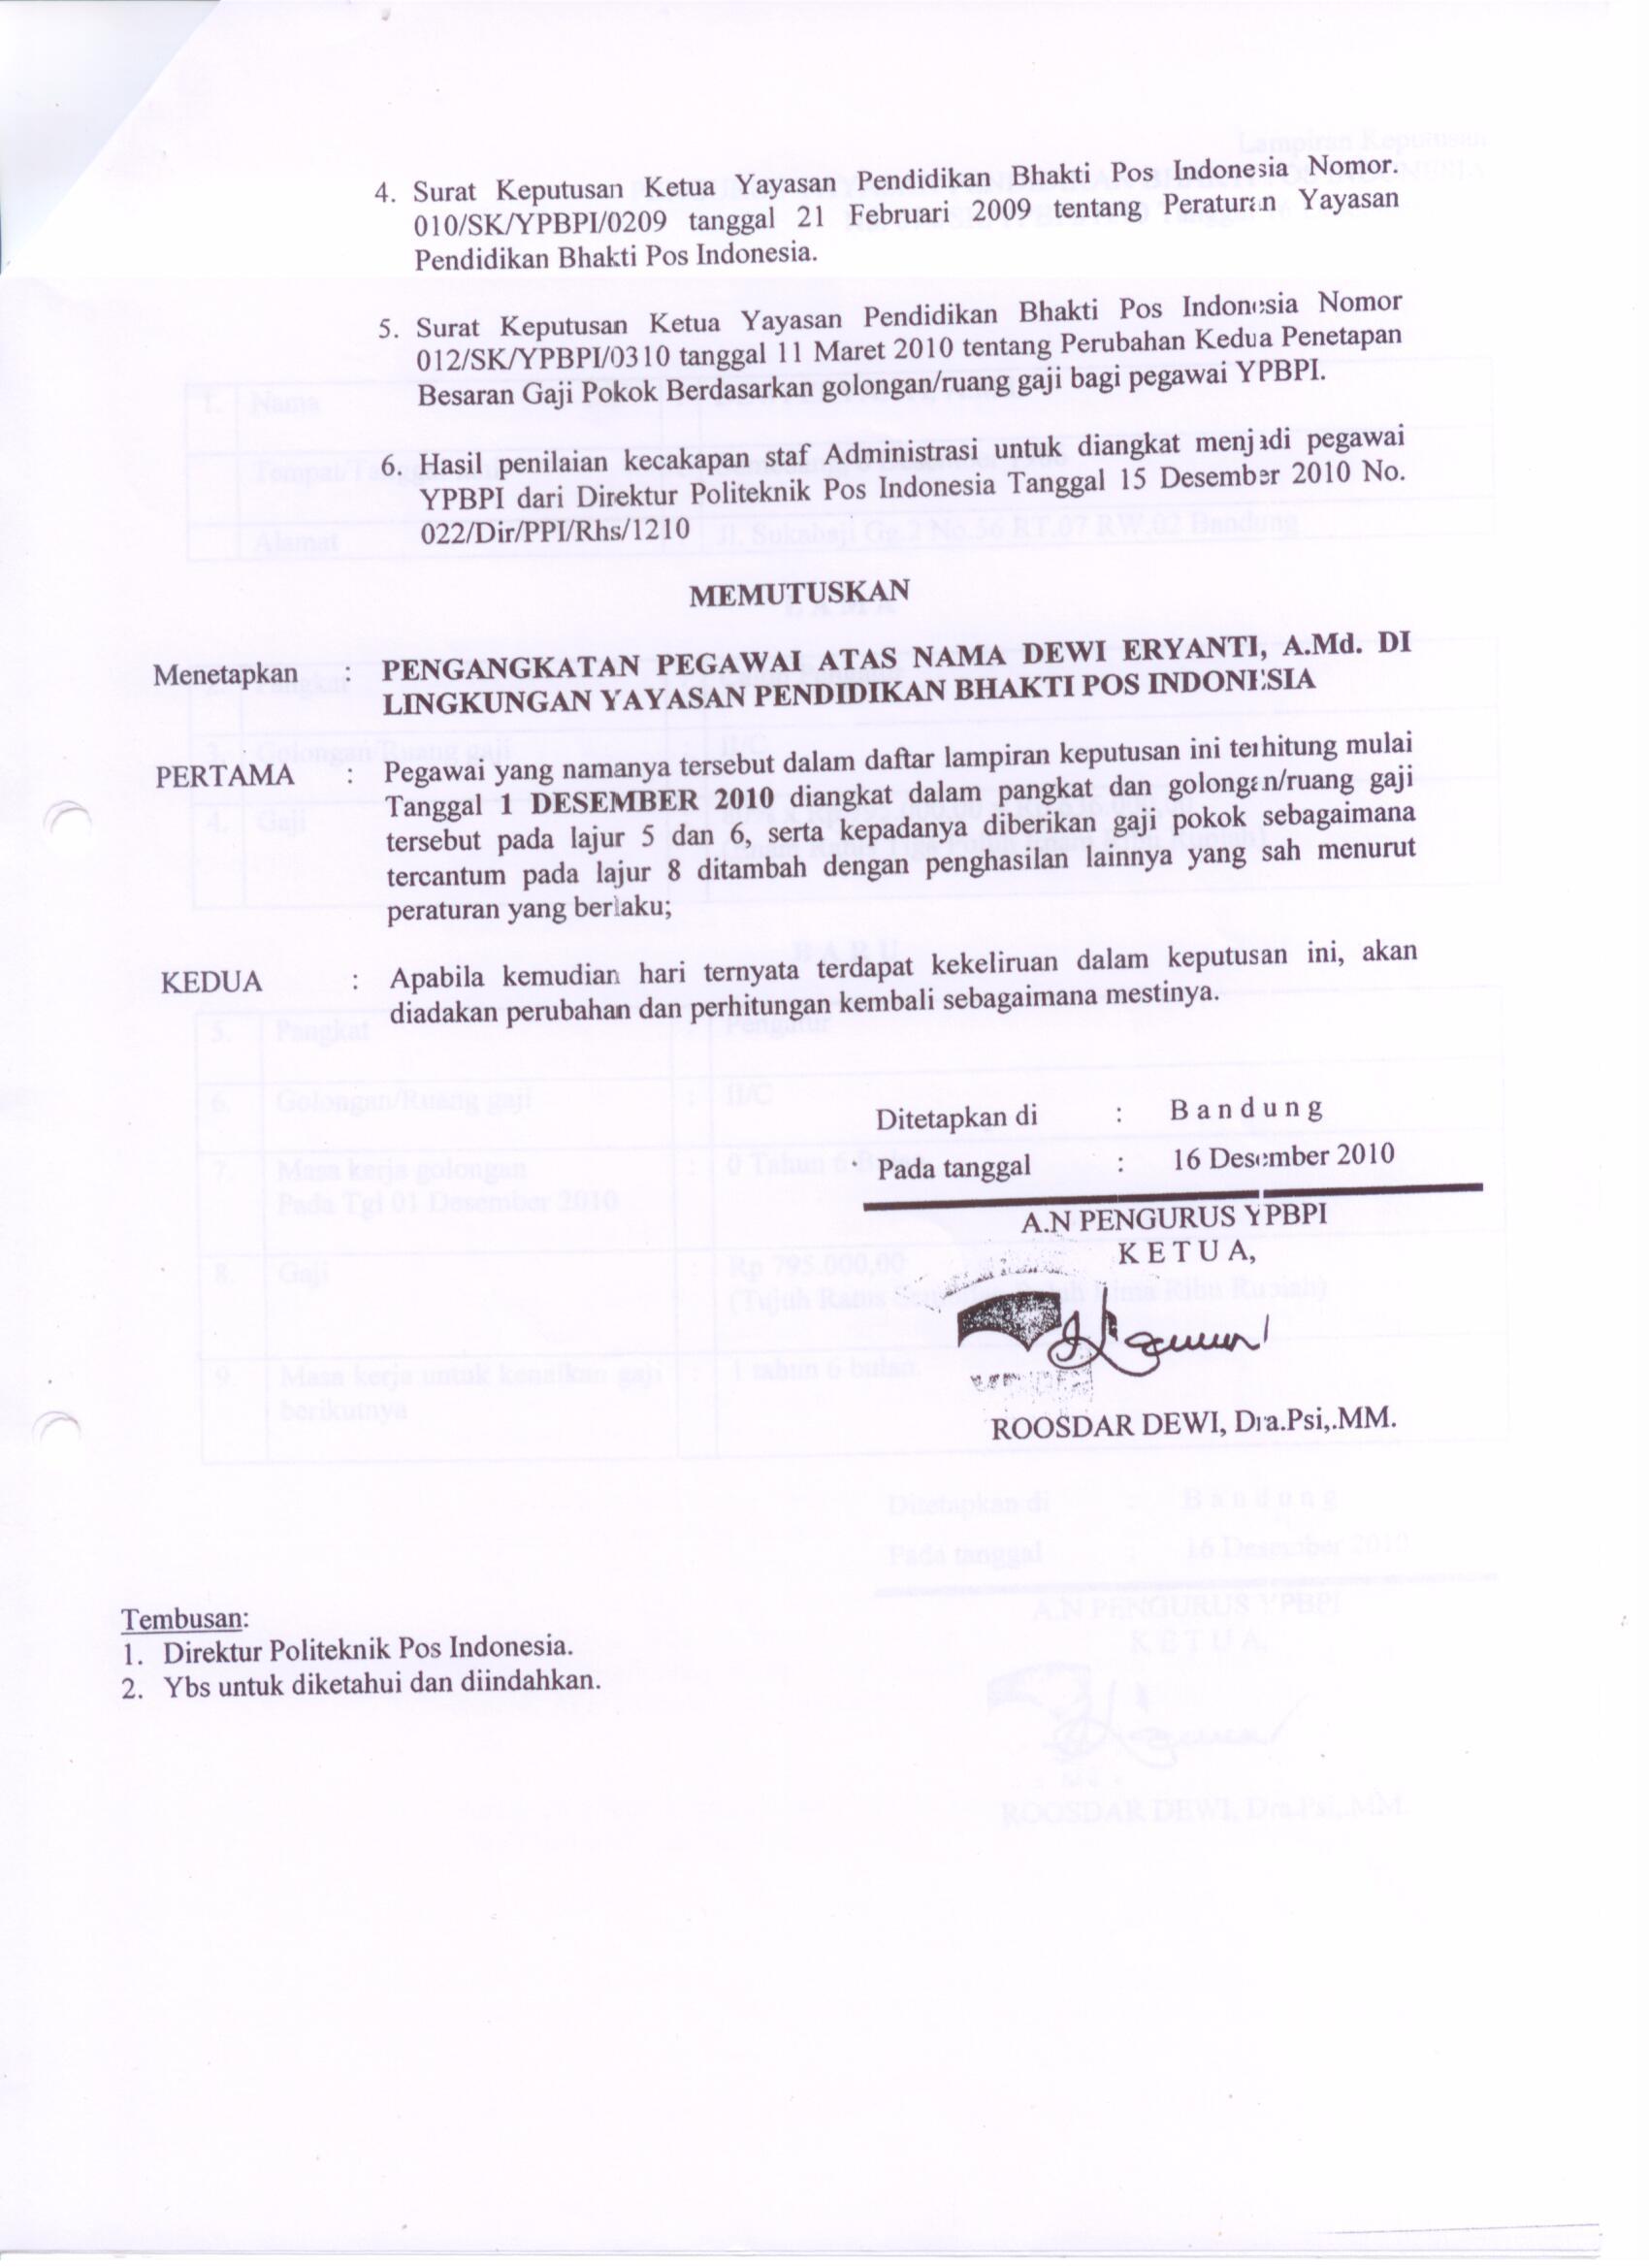 4. Surat Keputusan Ketua Yayasan Pendidikan Bhakti Pos Indonesia Nomor.
010/SK/YPBPI/0209 tanggal 21 Februari 2009 tentang Peraturan Yayasan
Pendidikan Bhakti Pos Indonesia.
5. Surat Keputusan Ketua Yayasan Pendidikan Bhakti Pos Indonesia Nomor
012/SK/YPBPI/0310 tanggal 11 Maret 2010 tentang Perubahan Kedua Penetapan
Besaran Gaji Pokok Berdasarkan golongan/ruang gaji bagi pegawai YPBPI.
6. Hasil penilaian kecakapan staf Administrasi untuk diangkat menjadi pegawai
YPBPI dari Direktur Politeknik Pos Indonesia Tanggal 15 Desember 2010 No.
022/Dir/PPI/Rhs/1210
MEMUTUSKAN
Menetapkan : PENGANGKATAN PEGAWAI ATAS NAMA DEWI ERYANTI, A.Md. DI
LINGKUNGAN YAYASAN PENDIDIKAN BHAKTI POS INDONESIA
PERTAMA : Pegawai yang namanya tersebut dalam daftar lampiran keputusan ini terhitung mulai
Tanggal 1 DESEMBER 2010 diangkat dalam pangkat dan golongan/ruang gaji
tersebut pada lajur 5 dan 6, serta kepadanya diberikan gaji pokok sebagaimana
tercantum pada lajur 8 ditambah dengan penghasilan lainnya yang sah menurut
peraturan yang berlaku;
KEDUA : Apabila kemudian hari ternyata terdapat kekeliruan dalam keputusan ini, akan
diadakan perubahan dan perhitungan kembali sebagaimana mestinya.
Ditetapkan di : B a n d u n g
Pada tanggal : 16 Desember 2010
A.N PENGURUS YPBPI
K E T U A,
ROOSDAR DEWI, Dra.Psi,.MM.
Tembusan:
1. Direktur Politeknik Pos Indonesia.
2. Ybs untuk diketahui dan diindahkan.